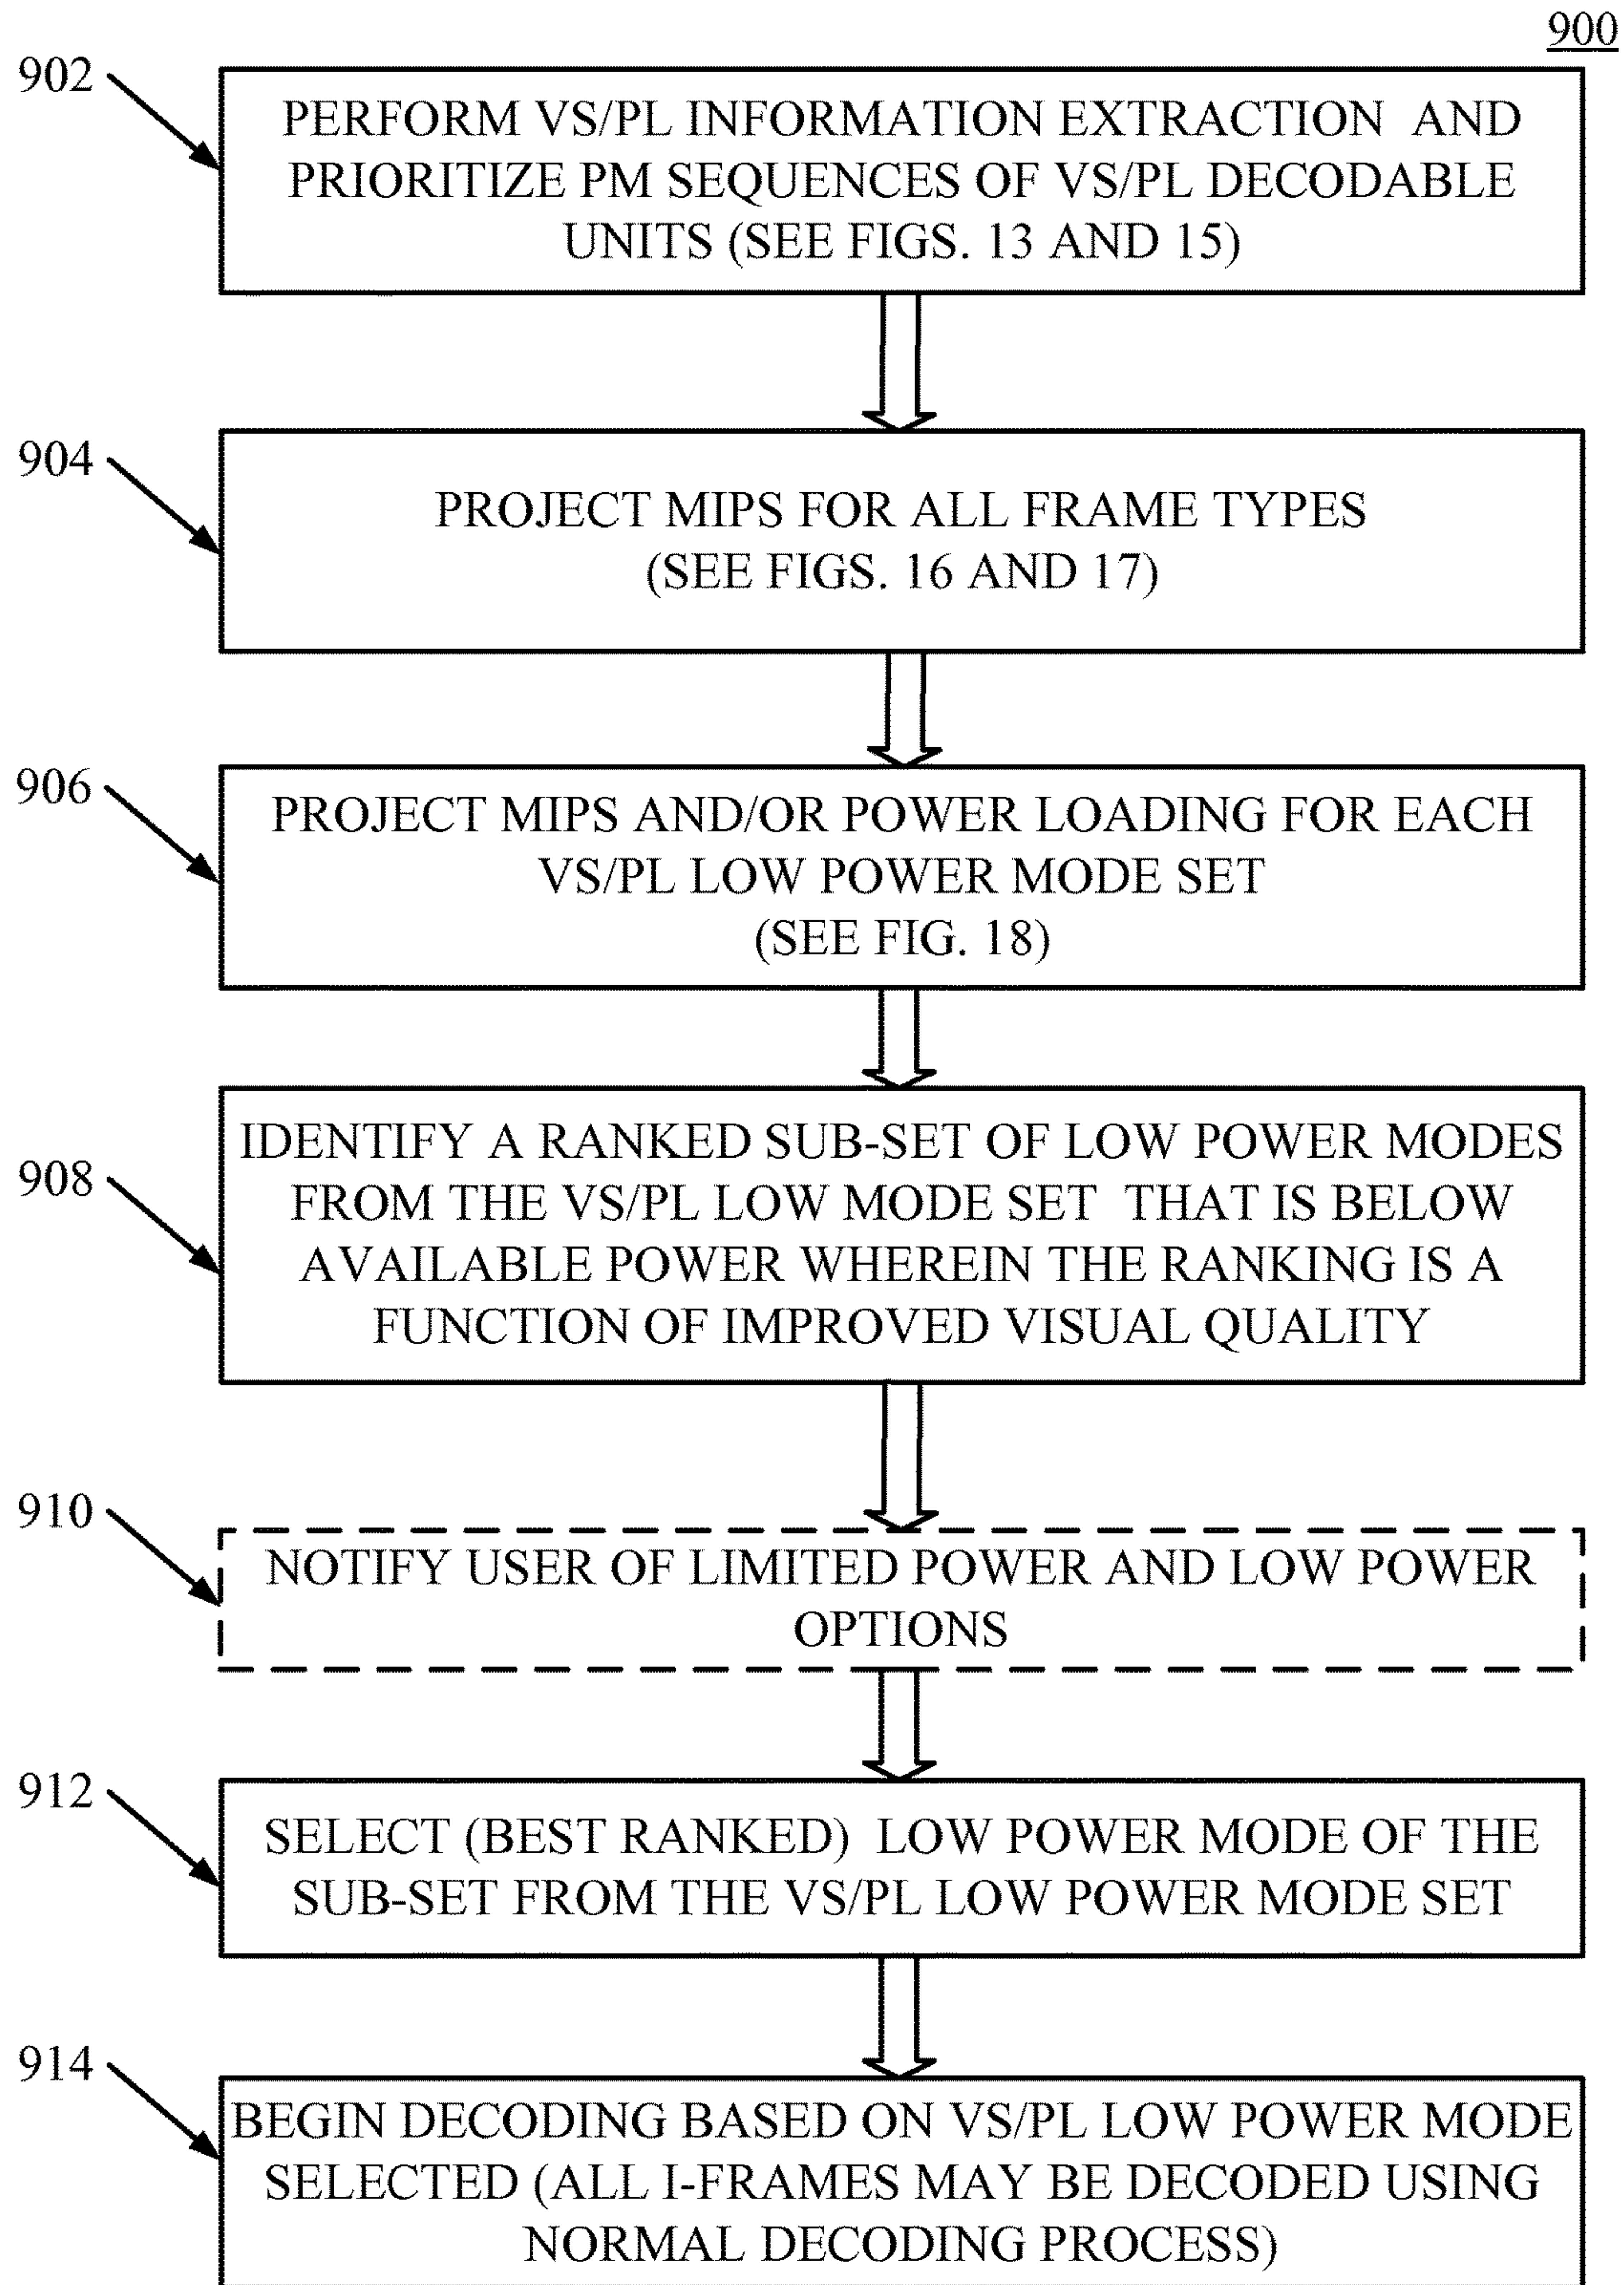 900
902
PERFORM VS/PL INFORMATION EXTRACTION AND
PRIORITIZE PM SEQUENCES OF VS/PL DECODABLE
UNITS (SEE FIGS. 13 AND 15)
904
PROJECT MIPS FOR ALL FRAME TYPES
(SEE FIGS. 16 AND 17)
906
PROJECT MIPS AND/OR POWER LOADING FOR EACH
VS/PL LOW POWER MODE SET
(SEE FIG. 18)
908
IDENTIFY A RANKED SUB-SET OF LOW POWER MODES
FROM THE VS/PL LOW MODE SET THAT IS BELOW
AVAILABLE POWER WHEREIN THE RANKING IS A
FUNCTION OF IMPROVED VISUAL QUALITY
910
NOTIFY USER OF LIMITED POWER AND LOW POWER
OPTIONS
912
SELECT (BEST RANKED) LOW POWER MODE OF THE
SUB-SET FROM THE VS/PL LOW POWER MODE SET
914
BEGIN DECODING BASED ON VS/PL LOW POWER MODE
SELECTED (ALL I-FRAMES MAY BE DECODED USING
NORMAL DECODING PROCESS)